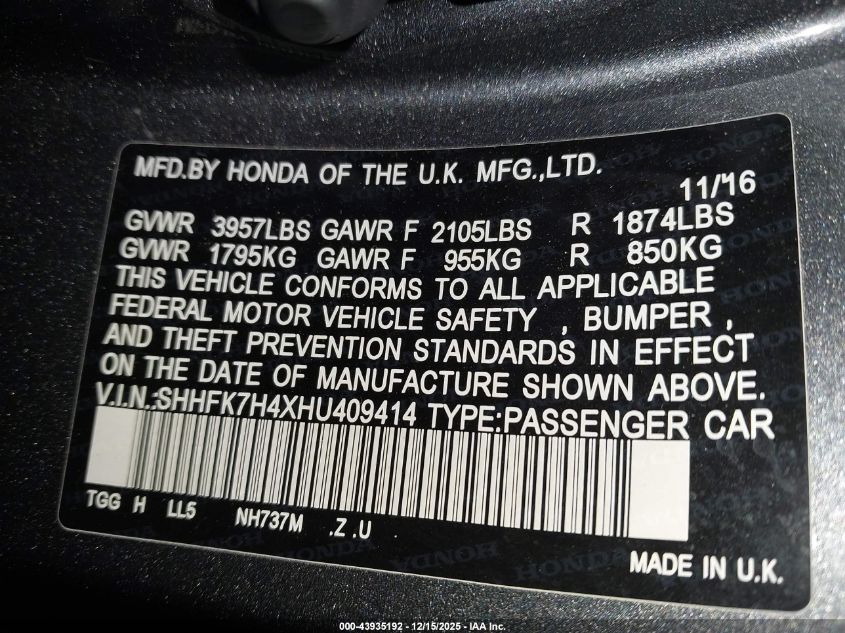 MFD.BY HONDA OF THE U.K. MFG.,LTD.
11/'16
GVWR 3957LBS GAWR F 2105LBS R 1874LBS
GVWR 1795KG GAWR F 955KG R 850KG
THIS VEHICLE CONFORMS TO ALL APPLICABLE
FEDERAL MOTOR VEHICLE SAFETY , BUMPER ,
AND THEFT PREVENTION STANDARDS IN EFFECT
ON THE DATE OF MANUFACTURE SHOWN ABOVE.
V.I.N.:SHHFK7H4XHU409414 TYPE:PASSENGER CAR
TGG H LL5 NH737M .Z .U
MADE IN U.K.
000-43935192 - 12/15/2025 - IAA Inc.